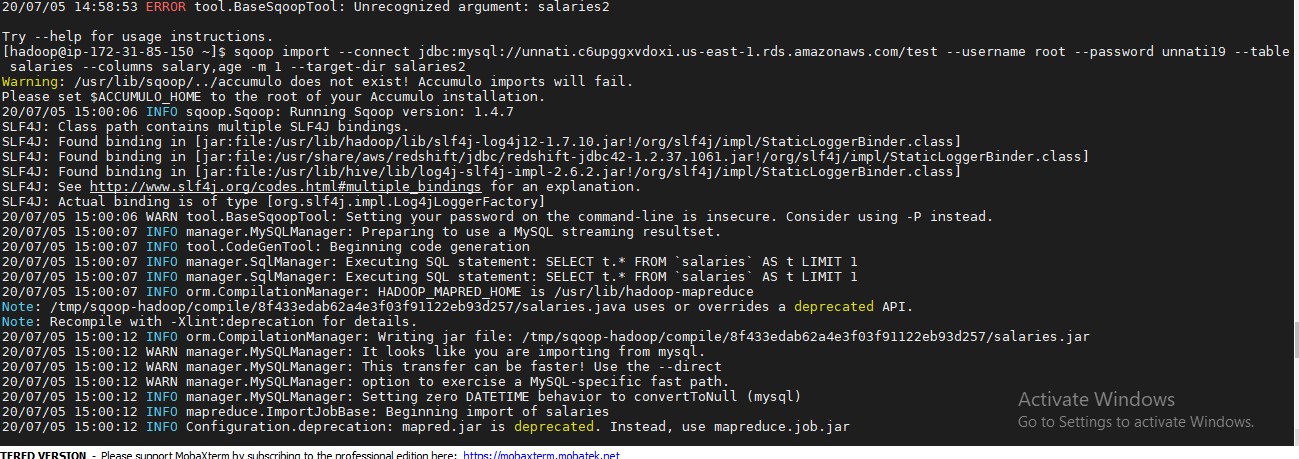 20/07/05 14:58:53 ERROR tool.BaseSqoopTool: Unrecognized argument: salaries2
Try --help for usage instructions.
[hadoop@ip-172-31-85-150 ~]$ sqoop import --connect jdbc:mysql://unnati.c6upggxvdoxi.us-east-1.rds.amazonaws.com/test --username root --password unnati19 --table
salaries --columns salary,age -m 1 --target-dir salaries2
Warning: /usr/lib/sqoop/../accumulo does not exist! Accumulo imports will fail.
Please set $ACCUMULO_HOME to the root of your Accumulo installation.
20/07/05 15:00:06 INFO sqoop.Sqoop: Running Sqoop version: 1.4.7
SLF4J: Class path contains multiple SLF4J bindings.
SLF4J: Found binding in [jar:file:/usr/lib/hadoop/lib/slf4j-log4j12-1.7.10.jar!/org/slf4j/impl/StaticLoggerBinder.class]
SLF4J: Found binding in [jar:file:/usr/share/aws/redshift/jdbc/redshift-jdbc42-1.2.37.1061.jar!/org/slf4j/impl/StaticLoggerBinder.class]
SLF4J: Found binding in [jar:file:/usr/lib/hive/lib/log4j-slf4j-impl-2.6.2.jar!/org/slf4j/impl/StaticLoggerBinder.class]
SLF4J: See http://www.slf4j.org/codes.html#multiple_bindings for an explanation.
SLF4J: Actual binding is of type [org.slf4j.impl.Log4jLoggerFactory]
20/07/05 15:00:06 WARN tool.BaseSqoopTool: Setting your password on the command-line is insecure. Consider using -P instead.
20/07/05 15:00:07 INFO manager.MySQLManager: Preparing to use a MySQL streaming resultset.
20/07/05 15:00:07 INFO tool.CodeGenTool: Beginning code generation
20/07/05 15:00:07 INFO manager.SqlManager: Executing SQL statement: SELECT t.* FROM `salaries` AS t LIMIT 1
20/07/05 15:00:07 INFO manager.SqlManager: Executing SQL statement: SELECT t.* FROM `salaries` AS t LIMIT 1
20/07/05 15:00:07 INFO orm.CompilationManager: HADOOP_MAPRED_HOME is /usr/lib/hadoop-mapreduce
Note: /tmp/sqoop-hadoop/compile/8f433edab62a4e3f03f91122eb93d257/salaries.java uses or overrides a deprecated API.
Note: Recompile with -Xlint:deprecation for details.
20/07/05 15:00:12 INFO orm.CompilationManager: Writing jar file: /tmp/sqoop-hadoop/compile/8f433edab62a4e3f03f91122eb93d257/salaries.jar
20/07/05 15:00:12 WARN manager.MySQLManager: It looks like you are importing from mysql.
20/07/05 15:00:12 WARN manager.MySQLManager: This transfer can be faster! Use the --direct
20/07/05 15:00:12 WARN manager.MySQLManager: option to exercise a MySQL-specific fast path.
20/07/05 15:00:12 INFO manager.MySQLManager: Setting zero DATETIME behavior to convertToNull (mysql)
20/07/05 15:00:12 INFO mapreduce.ImportJobBase: Beginning import of salaries
20/07/05 15:00:12 INFO Configuration.deprecation: mapred.jar is deprecated. Instead, use mapreduce.job.jar
Activate Windows
Go to Settings to activate Windows.
TERED VERSION - Please support MobaXterm by subscribing to the professional edition here: https://mobaxterm.mobatek.net